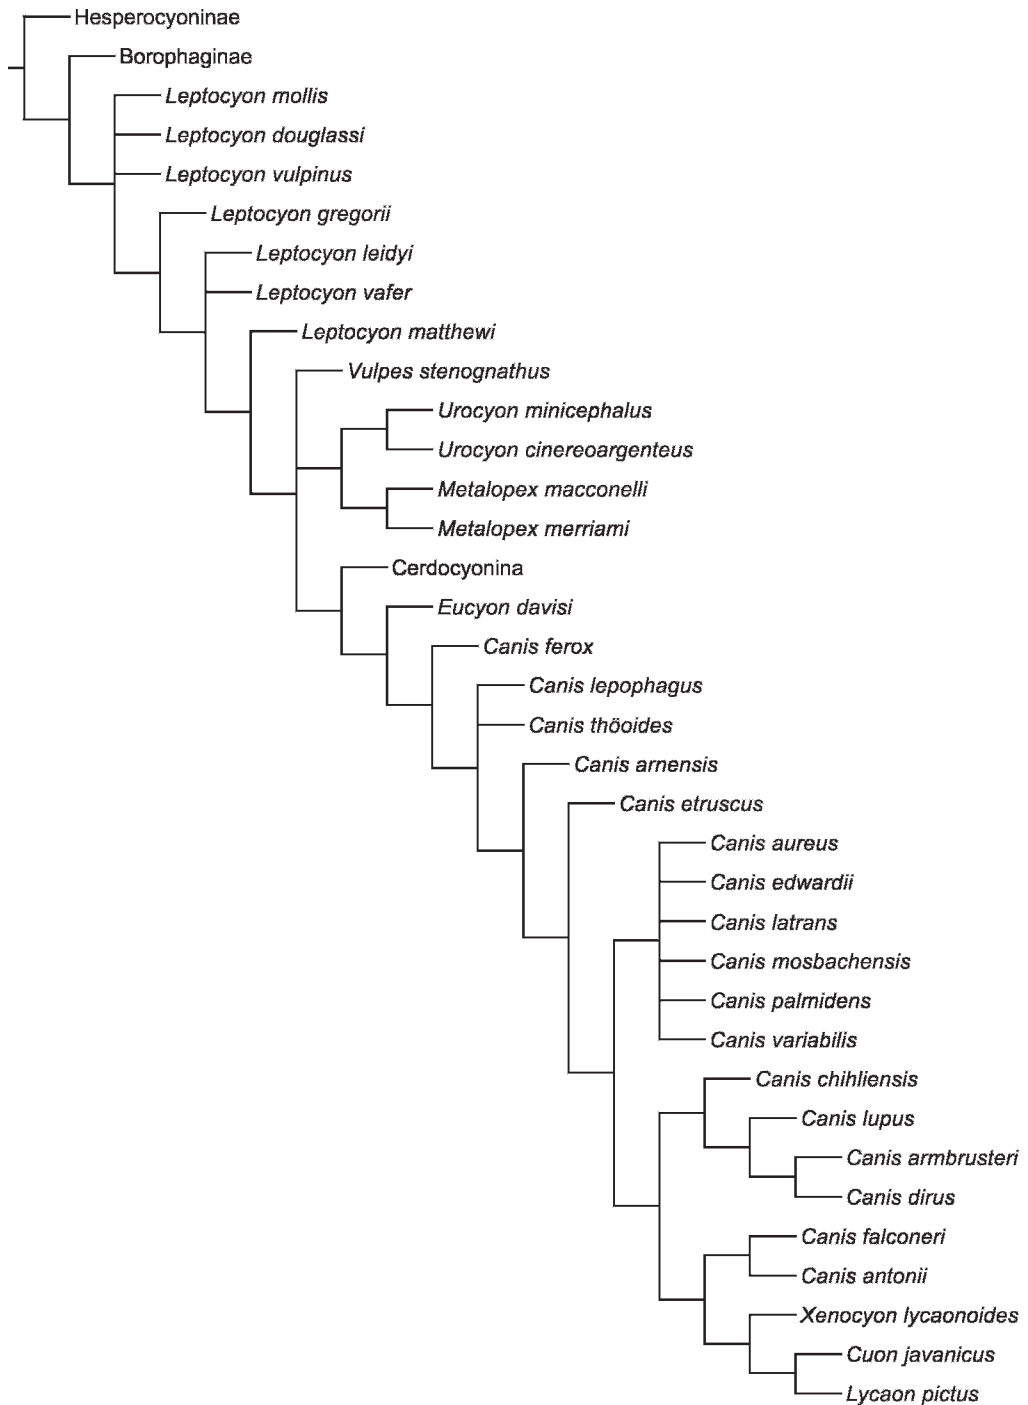 Hesperocyoninae
Borophaginae
Leptocyon mollis
Leptocyon douglassi
Leptocyon vulpinus
Leptocyon gregorii
Leptocyon leidyi
Leptocyon vafer
Leptocyon matthewi
Vulpes stenognathus
Urocyon minicephalus
Urocyon cinereoargenteus
Metalopex macconelli
Metalopex merriami
Cerdocyonina
Eucyon davisi
Canis ferox
Canis lepophagus
Canis thöoides
Canis arnensis
Canis etruscus
Canis aureus
Canis edwardii
Canis latrans
Canis mosbachensis
Canis palmidens
Canis variabilis
Canis chihliensis
Canis lupus
Canis armbrusteri
Canis dirus
Canis falconeri
Canis antonii
Xenocyon lycaonoides
Cuon javanicus
Lycaon pictus